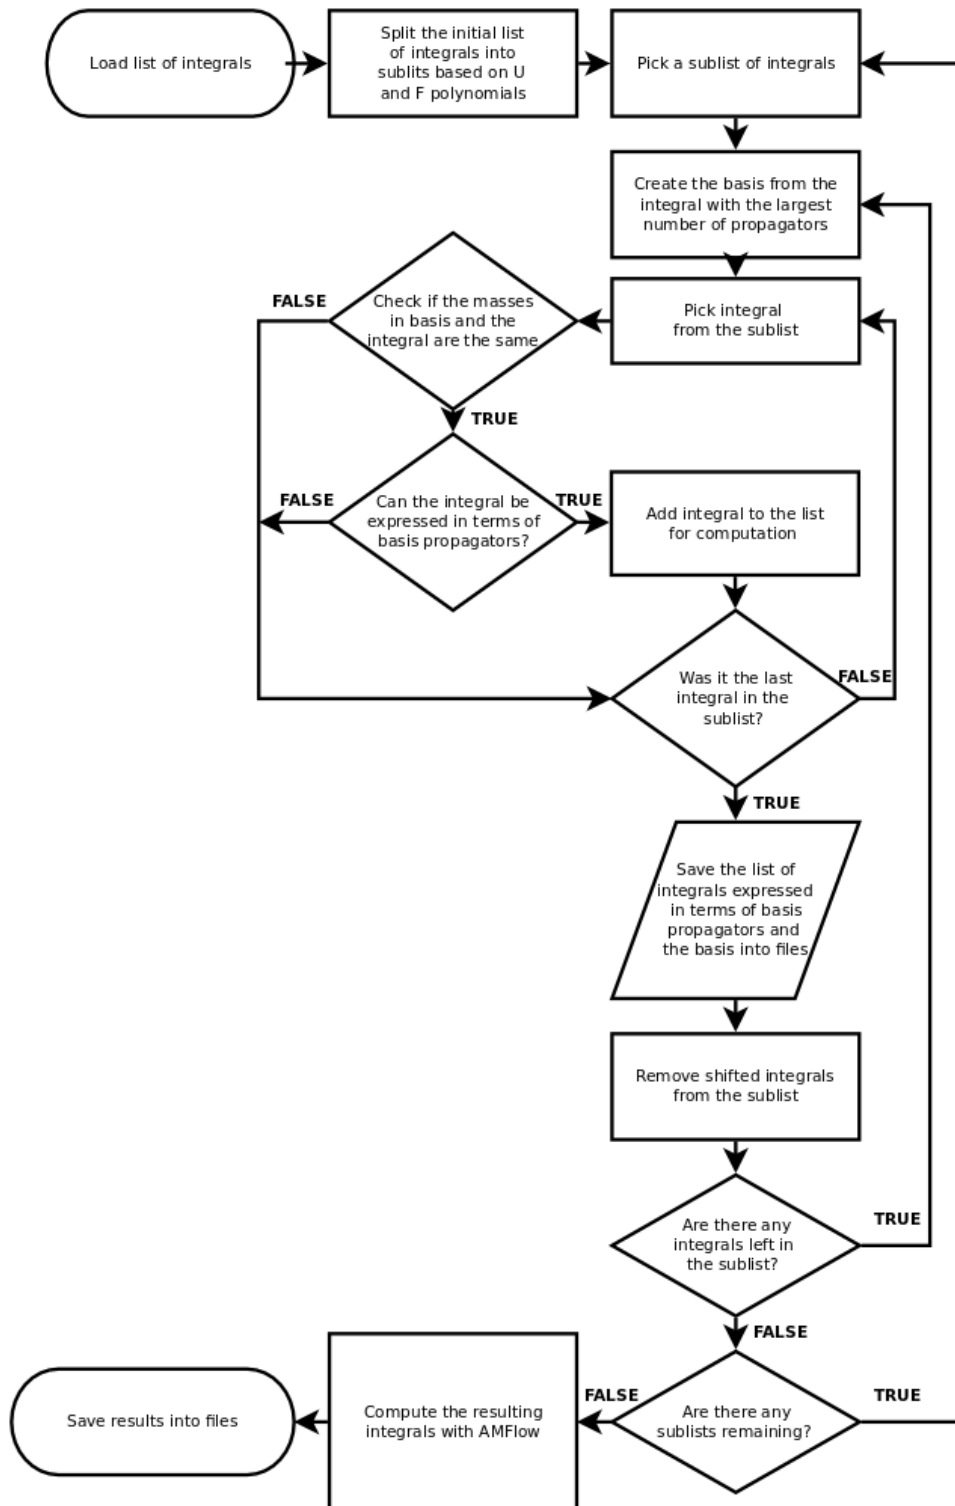 Load list of integrals
Split the initial list
of integrals into
sublits based on U
and F polynomials
Pick a sublist of integrals
Create the basis from the
integral with the largest
number of propagators
Pick integral
from the sublist
Check if the masses
in basis and the
integral are the same
FALSE
TRUE
Can the integral be
expressed in terms of
basis propagators?
FALSE
TRUE
Add integral to the list
for computation
Was it the last
integral in the
sublist?
FALSE
TRUE
Save the list of
integrals expressed
in terms of basis
propagators and
the basis into files
Remove shifted integrals
from the sublist
Are there any
integrals left in
the sublist?
TRUE
FALSE
Are there any
sublists remaining?
TRUE
FALSE
Compute the resulting
integrals with AMFlow
Save results into files